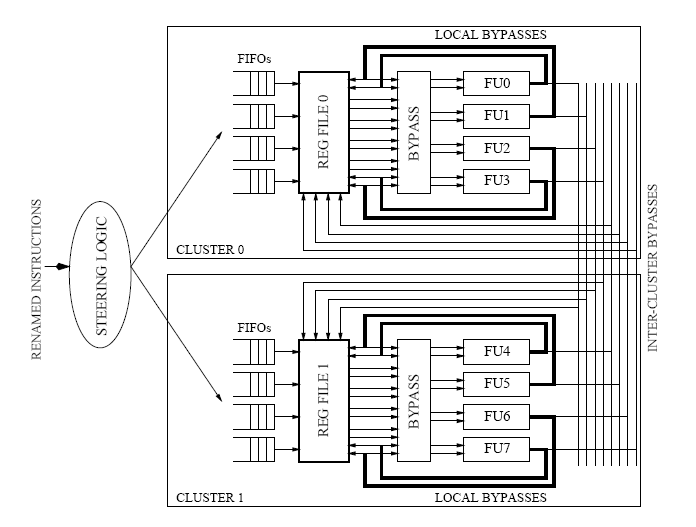 RENAMED INSTRUCTIONS
STEERING LOGIC
LOCAL BYPASSES
FIFOs
REG FILE 0
BYPASS
FU0
FU1
FU2
FU3
CLUSTER 0
INTER-CLUSTER BYPASSES
FIFOs
REG FILE 1
BYPASS
FU4
FU5
FU6
FU7
CLUSTER 1
LOCAL BYPASSES